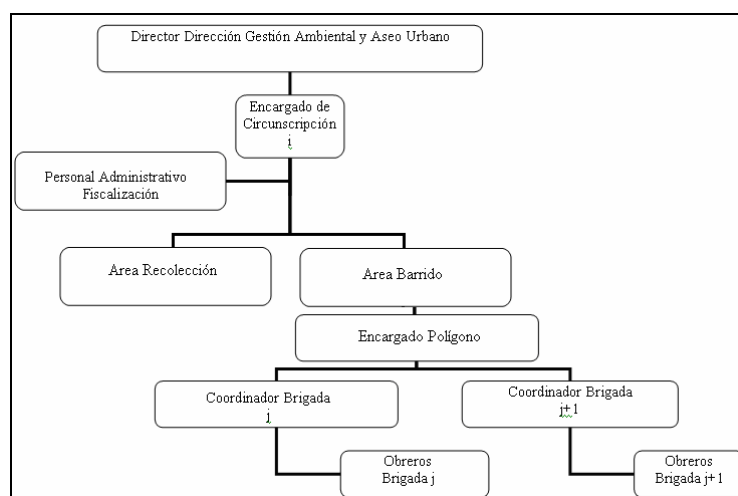 Director Dirección Gestión Ambiental y Aseo Urbano
Encargado de
Circunscripción
i
Personal Administrativo
Fiscalización
Area Recolección
Area Barrido
Encargado Polígono
Coordinador Brigada
j
Coordinador Brigada
j+1
Obreros
Brigada j
Obreros
Brigada j+1